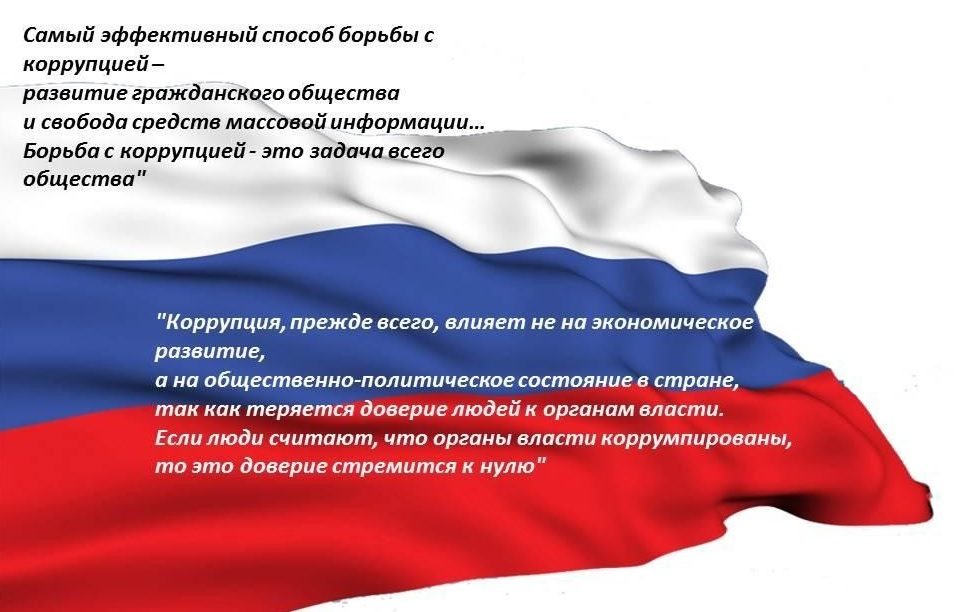 Самый эффективный способ борьбы с
коррупцией –
развитие гражданского общества
и свобода средств массовой информации...
Борьба с коррупцией - это задача всего
общества"
"Коррупция, прежде всего, влияет не на экономическое
развитие,
а на общественно-политическое состояние в стране,
так как теряется доверие людей к органам власти.
Если люди считают, что органы власти коррумпированы,
то это доверие стремится к нулю"